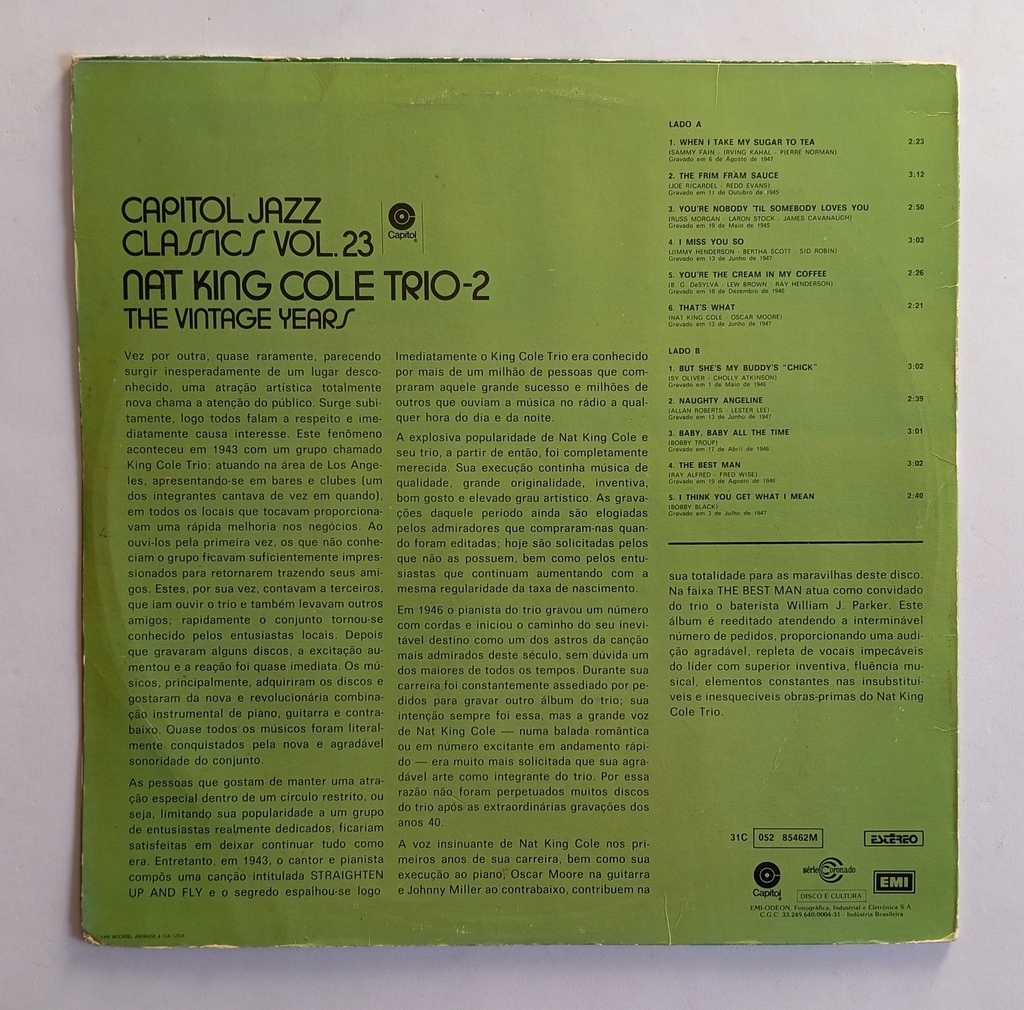 CAPITOL JAZZ
CLASSICS VOL. 23
Capitol
NAT KING COLE TRIO-2
THE VINTAGE YEARS
Vez por outra, quase raramente, parecendo
surgir inesperadamente de um lugar desco-
nhecido, uma atração artística totalmente
nova chama a atenção do público. Surge subi-
tamente, logo todos falam a respeito e ime-
diatamente causa interesse. Este fenômeno
aconteceu em 1943 com um grupo chamado
King Cole Trio; atuando na área de Los Ange-
les, apresentando-se em bares e clubes (um
dos integrantes cantava de vez em quando),
em todos os locais que tocavam proporciona-
vam uma rápida melhoria nos negócios. Ao
ouví-los pela primeira vez, os que não conhe-
ciam o grupo ficavam suficientemente impres-
sionados para retornarem trazendo seus ami-
gos. Estes, por sua vez, contavam a terceiros,
que iam ouvir o trio e também levavam outros
amigos; rapidamente o conjunto tornou-se
conhecido pelos entusiastas locais. Depois
que gravaram alguns discos, a excitação au-
mentou e a reação foi quase imediata. Os mú-
sicos, principalmente, adquiriram os discos e
gostaram da nova e revolucionária combina-
ção instrumental de piano, guitarra e contra-
baixo. Quase todos os músicos foram literal-
mente conquistados pela nova e agradável
sonoridade do conjunto.
As pessoas que gostam de manter uma atra-
ção especial dentro de um círculo restrito, ou
seja, limitando sua popularidade a um grupo
de entusiastas realmente dedicados, ficariam
satisfeitas em deixar continuar tudo como
era. Entretanto, em 1943, o cantor e pianista
compôs uma canção intitulada STRAIGHTEN
UP AND FLY e o segredo espalhou-se logo
Imediatamente o King Cole Trio era conhecido
por mais de um milhão de pessoas que com-
praram aquele grande sucesso e milhões de
outros que ouviam a música no rádio a qual-
quer hora do dia e da noite.
A explosiva popularidade de Nat King Cole e
seu trio, a partir de então, foi completamente
merecida. Sua execução continha música de
qualidade, grande originalidade, inventiva,
bom gosto e elevado grau artístico. As grava-
ções daquele período ainda são elogiadas
pelos admiradores que compraram-nas quan-
do foram editadas; hoje são solicitadas pelos
que não as possuem, bem como pelos entu-
siastas que continuam aumentando com a
mesma regularidade da taxa de nascimento.
Em 1946 o pianista do trio gravou um número
com cordas e iniciou o caminho do seu inevi-
tável destino como um dos astros da canção
mais admirados deste século, sem dúvida um
dos maiores de todos os tempos. Durante sua
carreira foi constantemente assediado por pe-
didos para gravar outro álbum do trio; sua
intenção sempre foi essa, mas a grande voz
de Nat King Cole — numa balada romântica
ou em número excitante em andamento rápi-
do — era muito mais solicitada que sua agra-
dável arte como integrante do trio. Por essa
razão não foram perpetuados muitos discos
do trio após as extraordinárias gravações dos
anos 40.
A voz insinuante de Nat King Cole nos pri-
meiros anos de sua carreira, bem como sua
execução ao piano, Oscar Moore na guitarra
e Johnny Miller ao contrabaixo, contribuem na
LADO A
1. WHEN I TAKE MY SUGAR TO TEA 2:23
(SAMMY FAIN - IRVING KAHAL - PIERRE NORMAN)
Gravado em 6 de Agosto de 1947
2. THE FRIM FRAM SAUCE 3:12
(JOE RICARDEL - REDD EVANS)
Gravado em 11 de Outubro de 1945
3. YOU'RE NOBODY 'TIL SOMEBODY LOVES YOU 2:50
(RUSS MORGAN - LARON STOCK - JAMES CAVANAUGH)
Gravado em 19 de Maio de 1945
4. I MISS YOU SO 3:03
(JIMMY HENDERSON - BERTHA SCOTT - SID ROBIN)
Gravado em 13 de Junho de 1947
5. YOU'RE THE CREAM IN MY COFFEE 2:26
(B. G. DeSYLVA - LEW BROWN - RAY HENDERSON)
Gravado em 18 de Dezembro de 1946
6. THAT'S WHAT 2:21
(NAT KING COLE - OSCAR MOORE)
Gravado em 13 de Junho de 1947
LADO B
1. BUT SHE'S MY BUDDY'S "CHICK" 3:02
(SY OLIVER - CHOLLY ATKINSON)
Gravado em 1 de Maio de 1946
2. NAUGHTY ANGELINE 2:39
(ALLAN ROBERTS - LESTER LEE)
Gravado em 13 de Junho de 1947
3. BABY, BABY ALL THE TIME 3:01
(BOBBY TROUP)
Gravado em 17 de Abril de 1946
4. THE BEST MAN 3:02
(RAY ALFRED - FRED WISE)
Gravado em 19 de Agosto de 1946
5. I THINK YOU GET WHAT I MEAN 2:40
(BOBBY BLACK)
Gravado em 3 de Julho de 1947
sua totalidade para as maravilhas deste disco.
Na faixa THE BEST MAN atua como convidado
do trio o baterista William J. Parker. Este
álbum é reeditado atendendo a interminável
número de pedidos, proporcionando uma audi-
ção agradável, repleta de vocais impecáveis
do líder com superior inventiva, fluência mu-
sical, elementos constantes nas insubstituí-
veis e inesquecíveis obras-primas do Nat King
Cole Trio.
31C 052 85462M ESTÉREO
Capitol
série Coronado
DISCO É CULTURA
EMI
EMI-ODEON, Fonográfica, Industrial e Eletrônica S.A.
C.G.C. 33.249.640/0004-31 - Indústria Brasileira